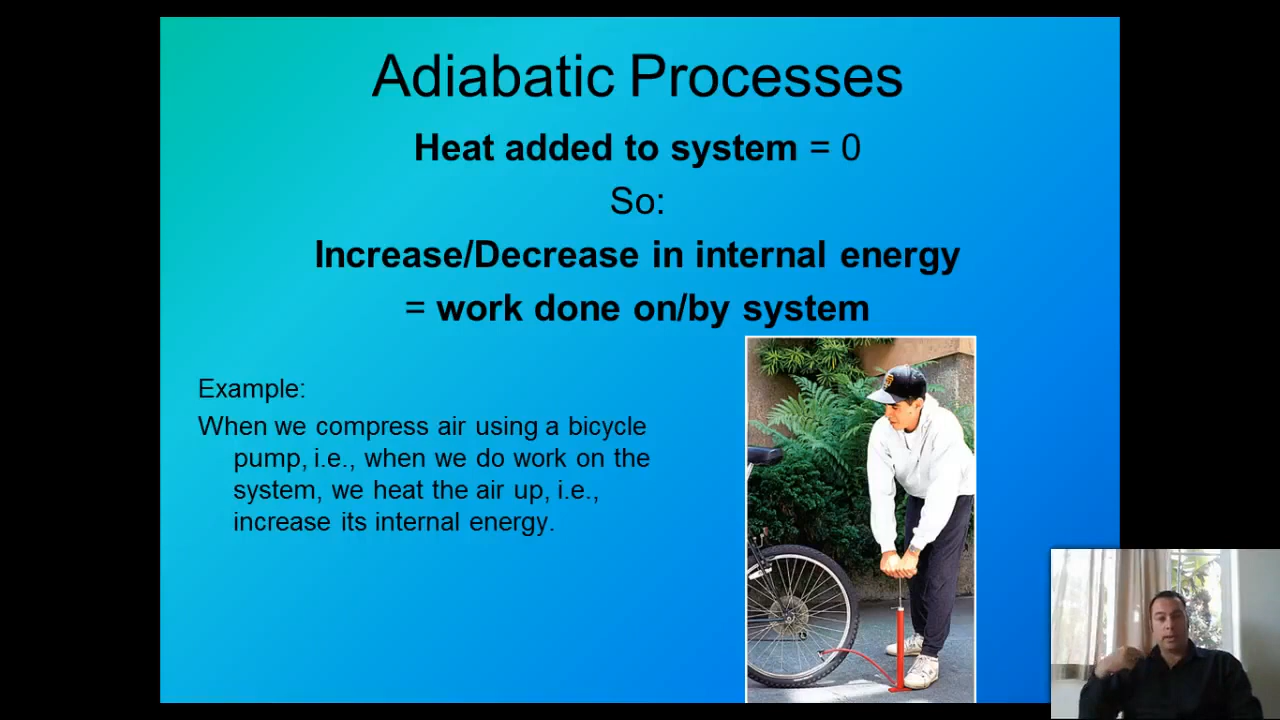 Adiabatic Processes
Heat added to system = 0
So:
Increase/Decrease in internal energy
= work done on/by system
Example:
When we compress air using a bicycle
pump, i.e., when we do work on the
system, we heat the air up, i.e.,
increase its internal energy.